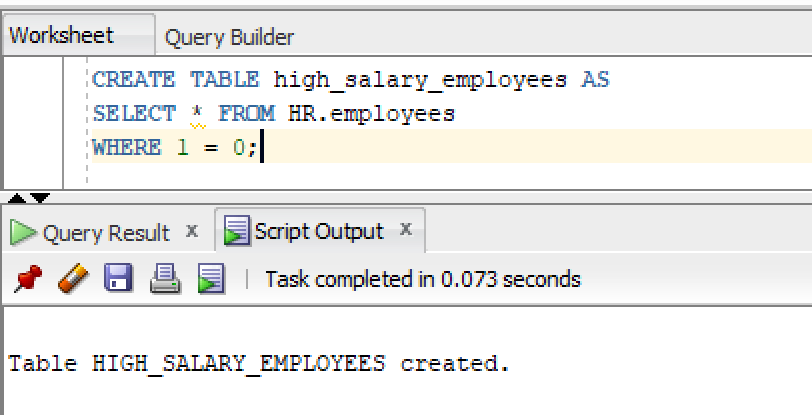 Worksheet Query Builder
CREATE TABLE high_salary_employees AS
SELECT * FROM HR.employees
WHERE 1 = 0;
Query Result x Script Output x
Task completed in 0.073 seconds
Table HIGH_SALARY_EMPLOYEES created.